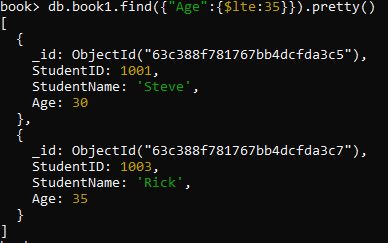 book> db.book1.find({"Age":{$lte:35}}).pretty()
[
  {
    _id: ObjectId("63c388f781767bb4dcfda3c5"),
    StudentID: 1001,
    StudentName: 'Steve',
    Age: 30
  },
  {
    _id: ObjectId("63c388f781767bb4dcfda3c7"),
    StudentID: 1003,
    StudentName: 'Rick',
    Age: 35
  }
]